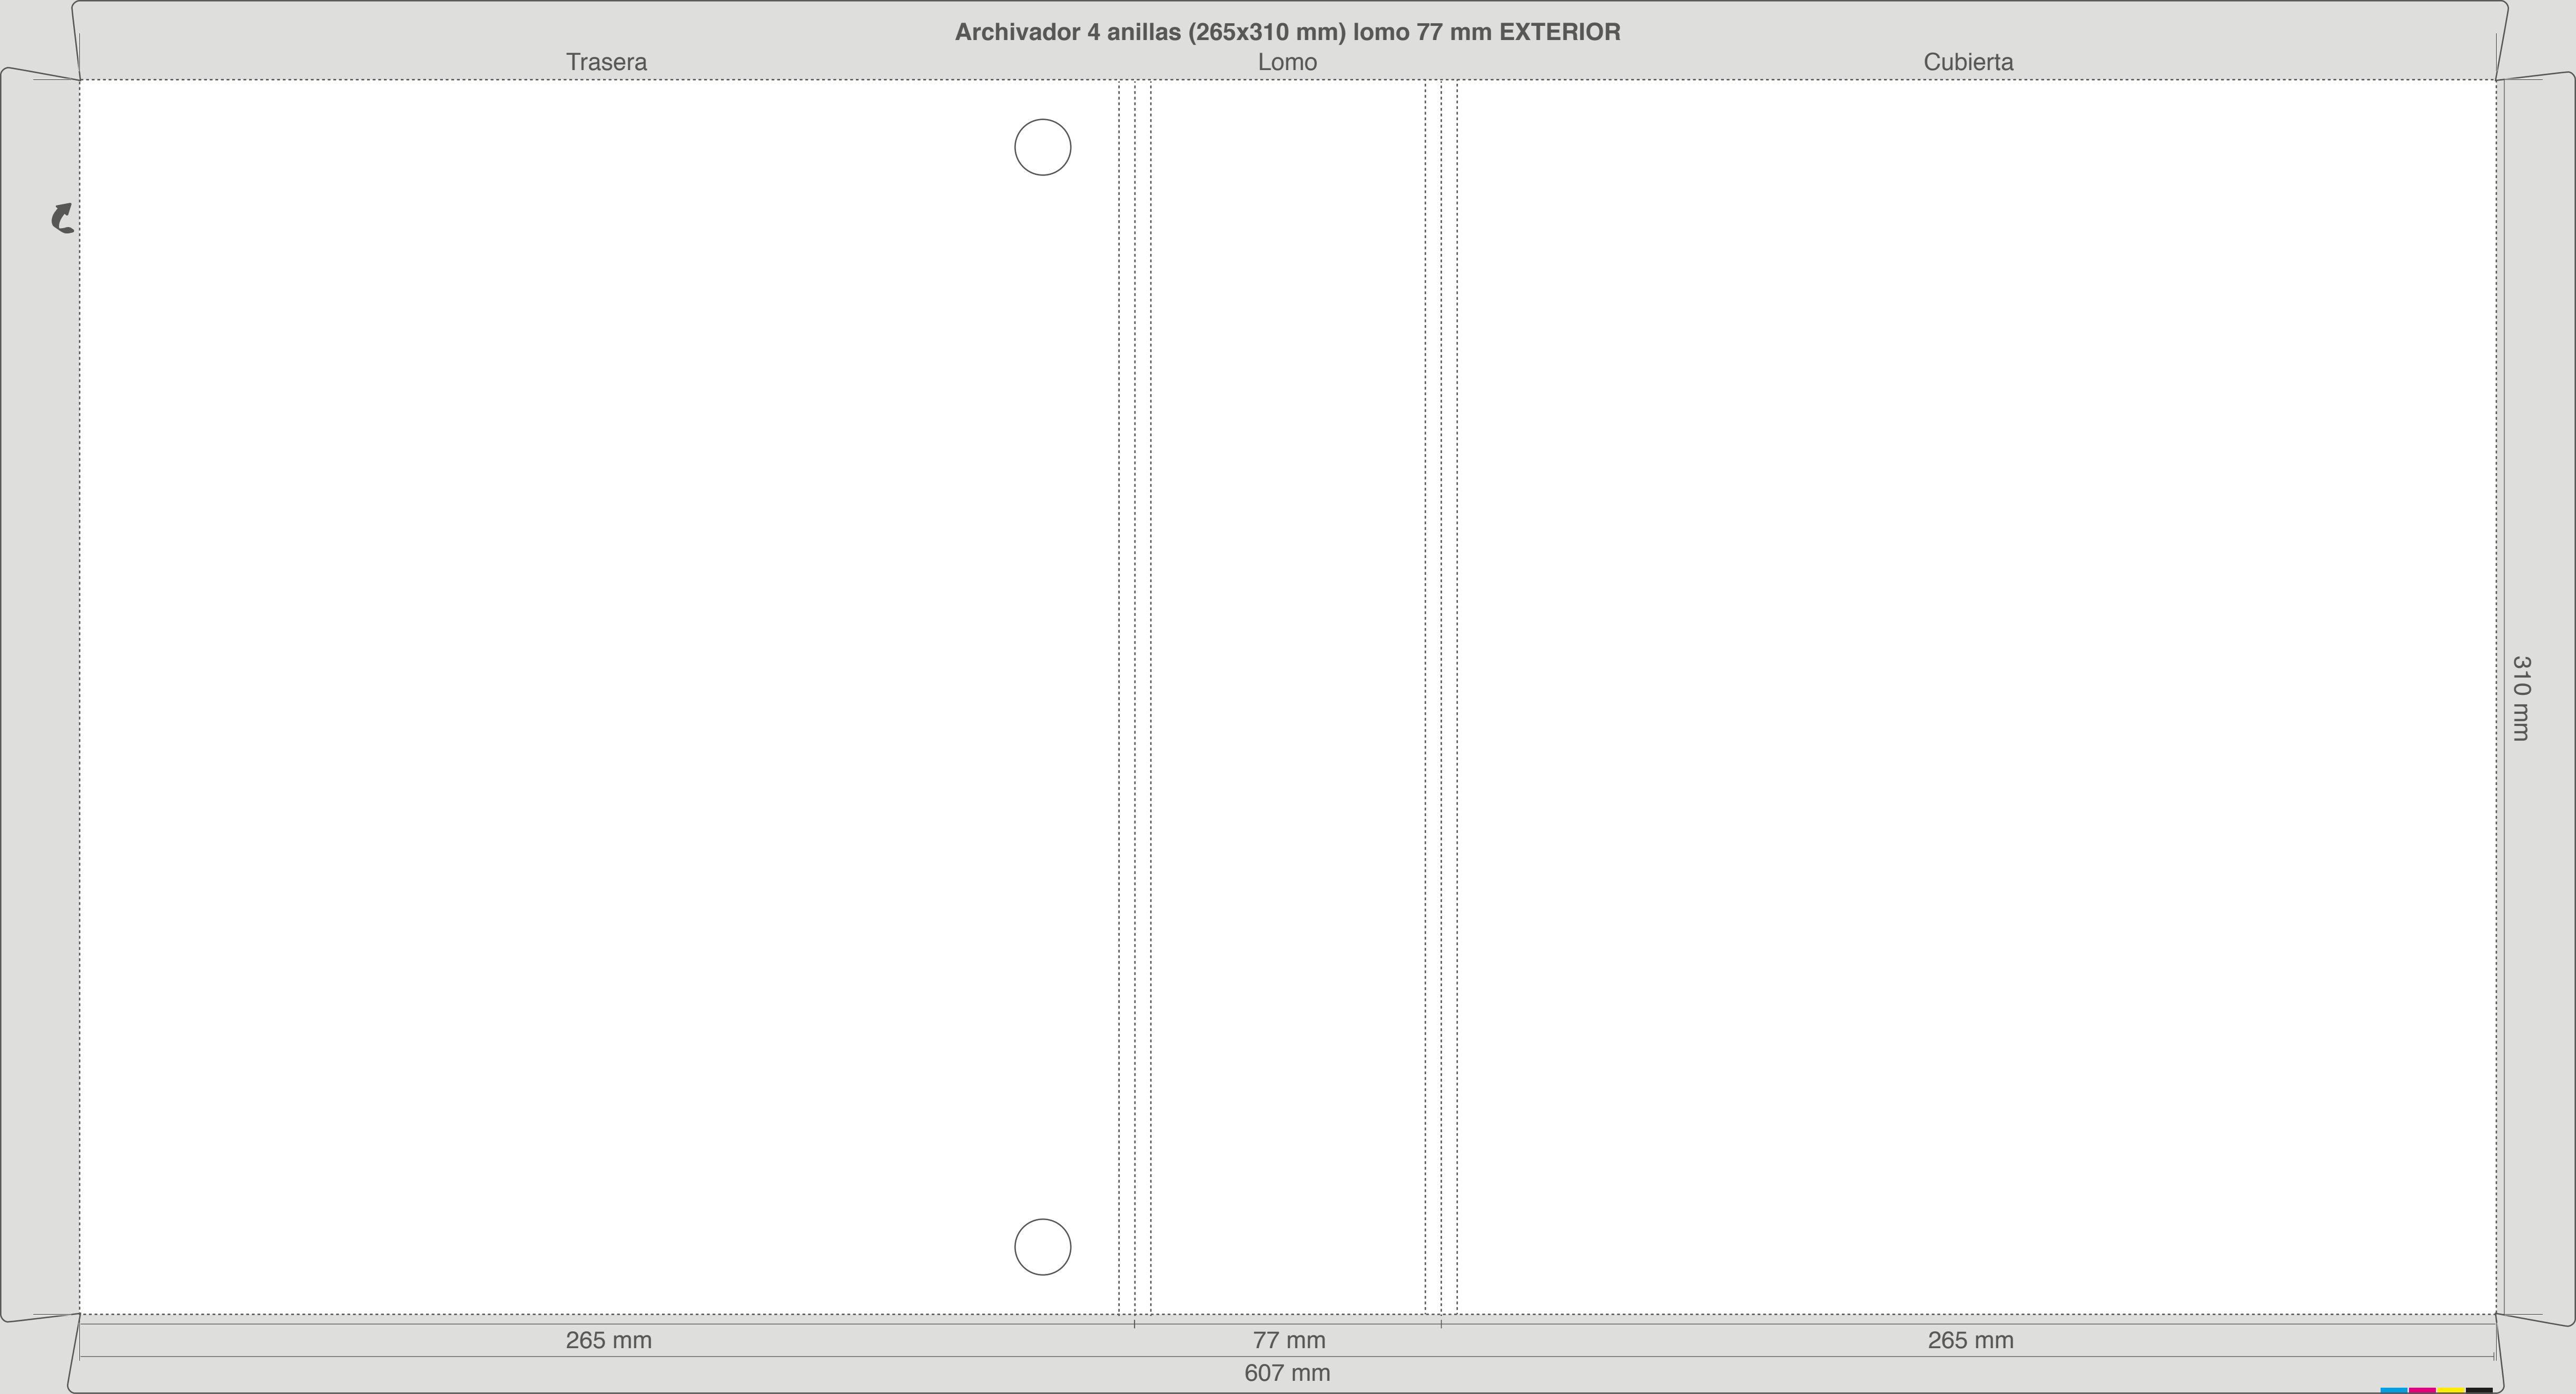 Archivador 4 anillas (265x310 mm) lomo 77 mm EXTERIOR
Trasera
Lomo
Cubierta
310 mm
265 mm
77 mm
265 mm
607 mm